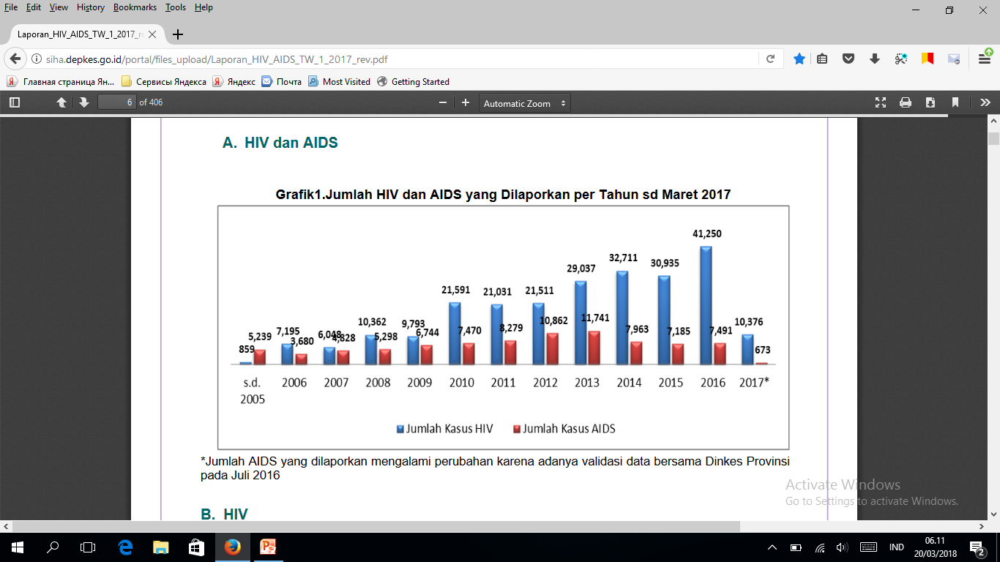 File Edit View History Bookmarks Tools Help
Laporan_HIV_AIDS_TW_1_2017_r
siha.depkes.go.id/portal/files_upload/Laporan_HIV_AIDS_TW_1_2017_rev.pdf
Главная страница Ян... Сервисы Яндекса Яндекс Почта Most Visited Getting Started
6 of 406 Automatic Zoom
A. HIV dan AIDS
Grafik1.Jumlah HIV dan AIDS yang Dilaporkan per Tahun sd Maret 2017
41,250
32,711
29,037 30,935
21,591 21,031 21,511
10,862 11,741
10,362 9,793 10,376
7,195 6,048 6,744 7,470 8,279 7,963 7,185 7,491
5,239 3,680 4,828 5,298
859 673
s.d. 2006 2007 2008 2009 2010 2011 2012 2013 2014 2015 2016 2017*
2005
Jumlah Kasus HIV Jumlah Kasus AIDS
*Jumlah AIDS yang dilaporkan mengalami perubahan karena adanya validasi data bersama Dinkes Provinsi
pada Juli 2016
Activate Windows
Go to Settings to activate Windows.
B. HIV
IND
06.11
20/03/2018
2